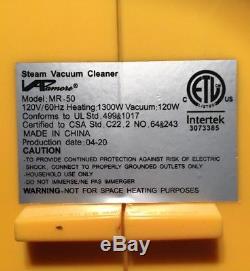 Steam Vacuum Cleaner
Vapamore
Model: MR-50
120V/60Hz Heating:1300W Vacuum:120W
Conforms to UL Std. 499&1017
Certified to CSA Std. C22.2 NO.64&243
MADE IN CHINA
Production date: 04-20
CAUTION
-TO PROVIDE CONTINUED PROTECTION AGAINST RISK OF ELECTRIC
SHOCK, CONNECT TO PROPERLY GROUNDED OUTLETS ONLY
-HOUSEHOLD USE ONLY
-DO NOT IMMERSE/NE PAS IMMERGER
WARNING-NOT FOR SPACE HEATING PURPOSES
ETL
LISTED
Intertek
3073385